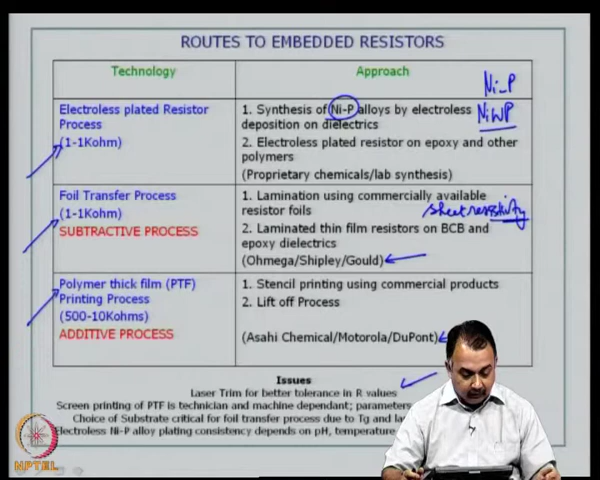 ROUTES TO EMBEDDED RESISTORS
Technology
Approach
Ni-P
Electroless plated Resistor
Process
(1-1Kohm)
1. Synthesis of Ni-P alloys by electroless
deposition on dielectrics
NiWP
2. Electroless plated resistor on epoxy and other
polymers
(Proprietary chemicals/lab synthesis)
Foil Transfer Process
(1-1Kohm)
SUBTRACTIVE PROCESS
1. Lamination using commercially available
resistor foils
sheet resistivity
2. Laminated thin film resistors on BCB and
epoxy dielectrics
(Ohmega/Shipley/Gould)
Polymer thick film (PTF)
Printing Process
(500-10Kohms)
ADDITIVE PROCESS
1. Stencil printing using commercial products
2. Lift off Process
(Asahi Chemical/Motorola/DuPont)
Issues
Laser Trim for better tolerance in R values
Screen printing of PTF is technician and machine dependant; parameters
Choice of Substrate critical for foil transfer process due to Tg and
Electroless Ni-P alloy plating consistency depends on pH, temperature
NPTEL